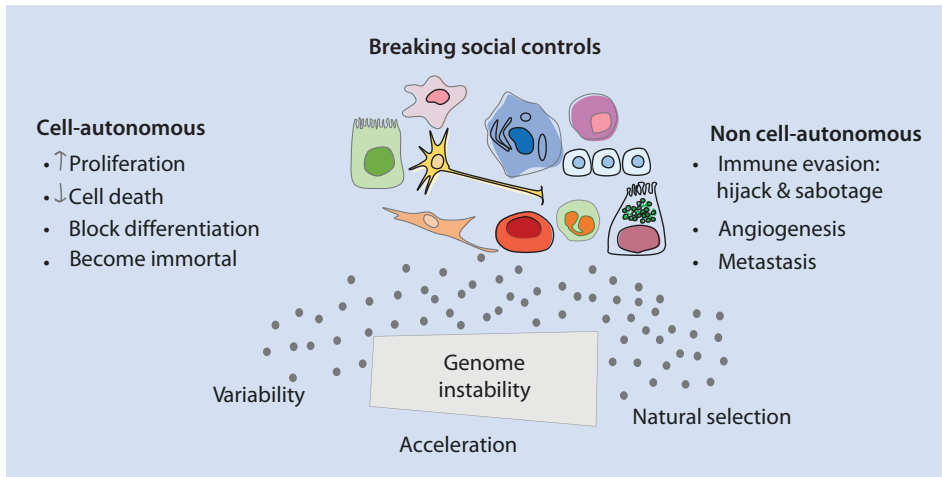 Breaking social controls
Cell-autonomous
• ↑ Proliferation
• ↓ Cell death
• Block differentiation
• Become immortal
Non cell-autonomous
• Immune evasion:
hijack & sabotage
• Angiogenesis
• Metastasis
Genome
instability
Variability
Natural selection
Acceleration